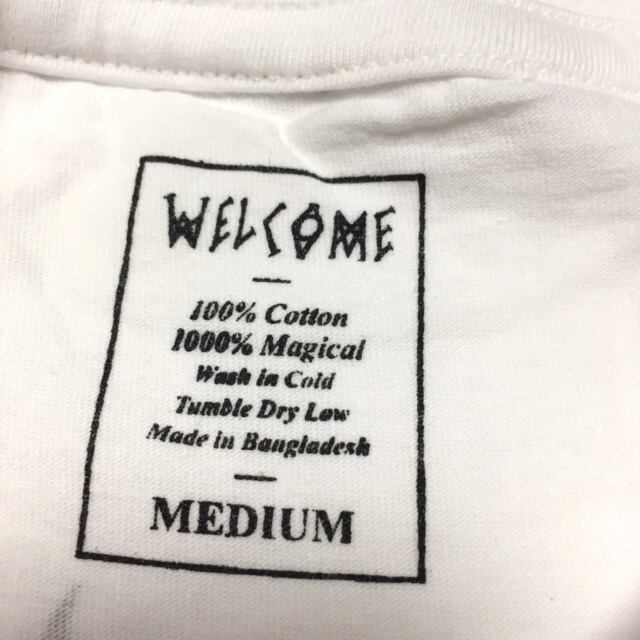 WELCOME
100% Cotton
1000% Magical
Wash in Cold
Tumble Dry Low
Made in Bangladesh
MEDIUM